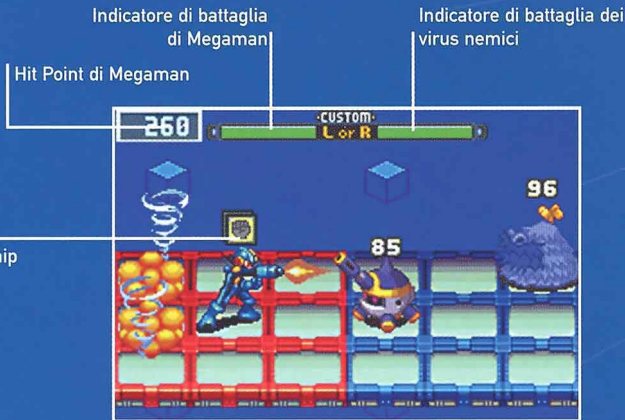 Indicatore di battaglia
di Megaman
Indicatore di battaglia dei
virus nemici
Hit Point di Megaman
260
CUSTOM
L or R
96
85
hip